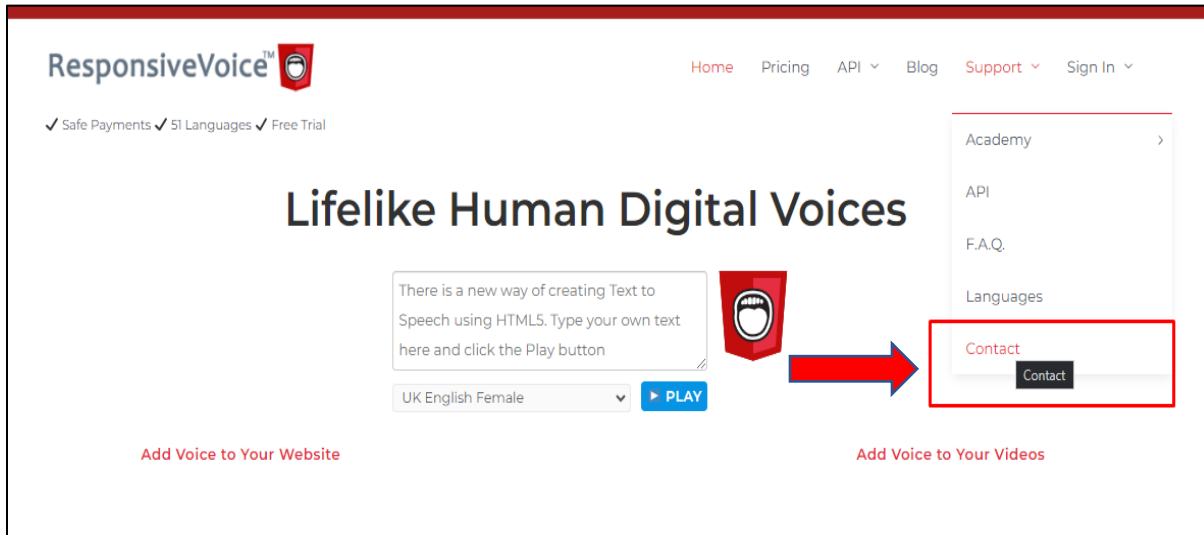 ResponsiveVoice™
Home Pricing API Blog Support Sign In
✓ Safe Payments ✓ 51 Languages ✓ Free Trial
Academy
API
F.A.Q.
Languages
Contact
Contact
Lifelike Human Digital Voices
There is a new way of creating Text to
Speech using HTML5. Type your own text
here and click the Play button
UK English Female
PLAY
Add Voice to Your Website
Add Voice to Your Videos